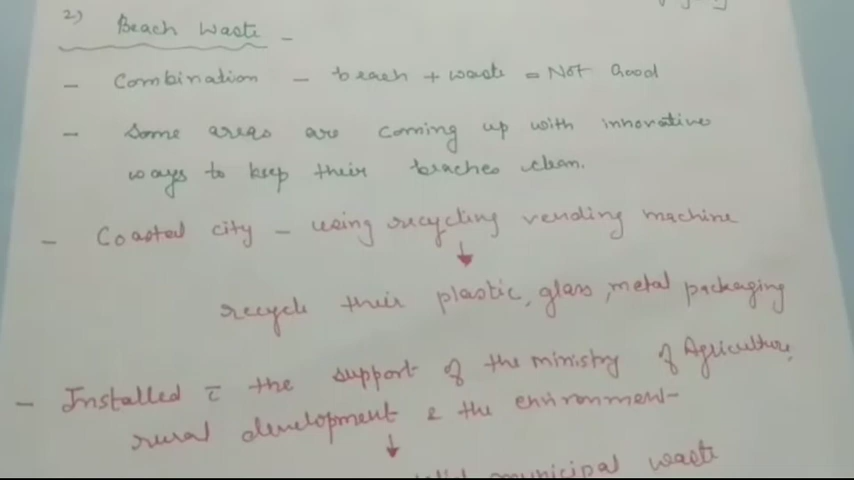 2) Beach Waste -
- Combination - beach + waste = Not Good
- Some areas are coming up with innovative
ways to keep their beaches clean.
- Coastal city - using recycling vending machine
↓
recycle their plastic, glass, metal packaging
- Installed c̄ the support of the ministry of Agriculture,
rural development & the environment-
↓
municipal waste